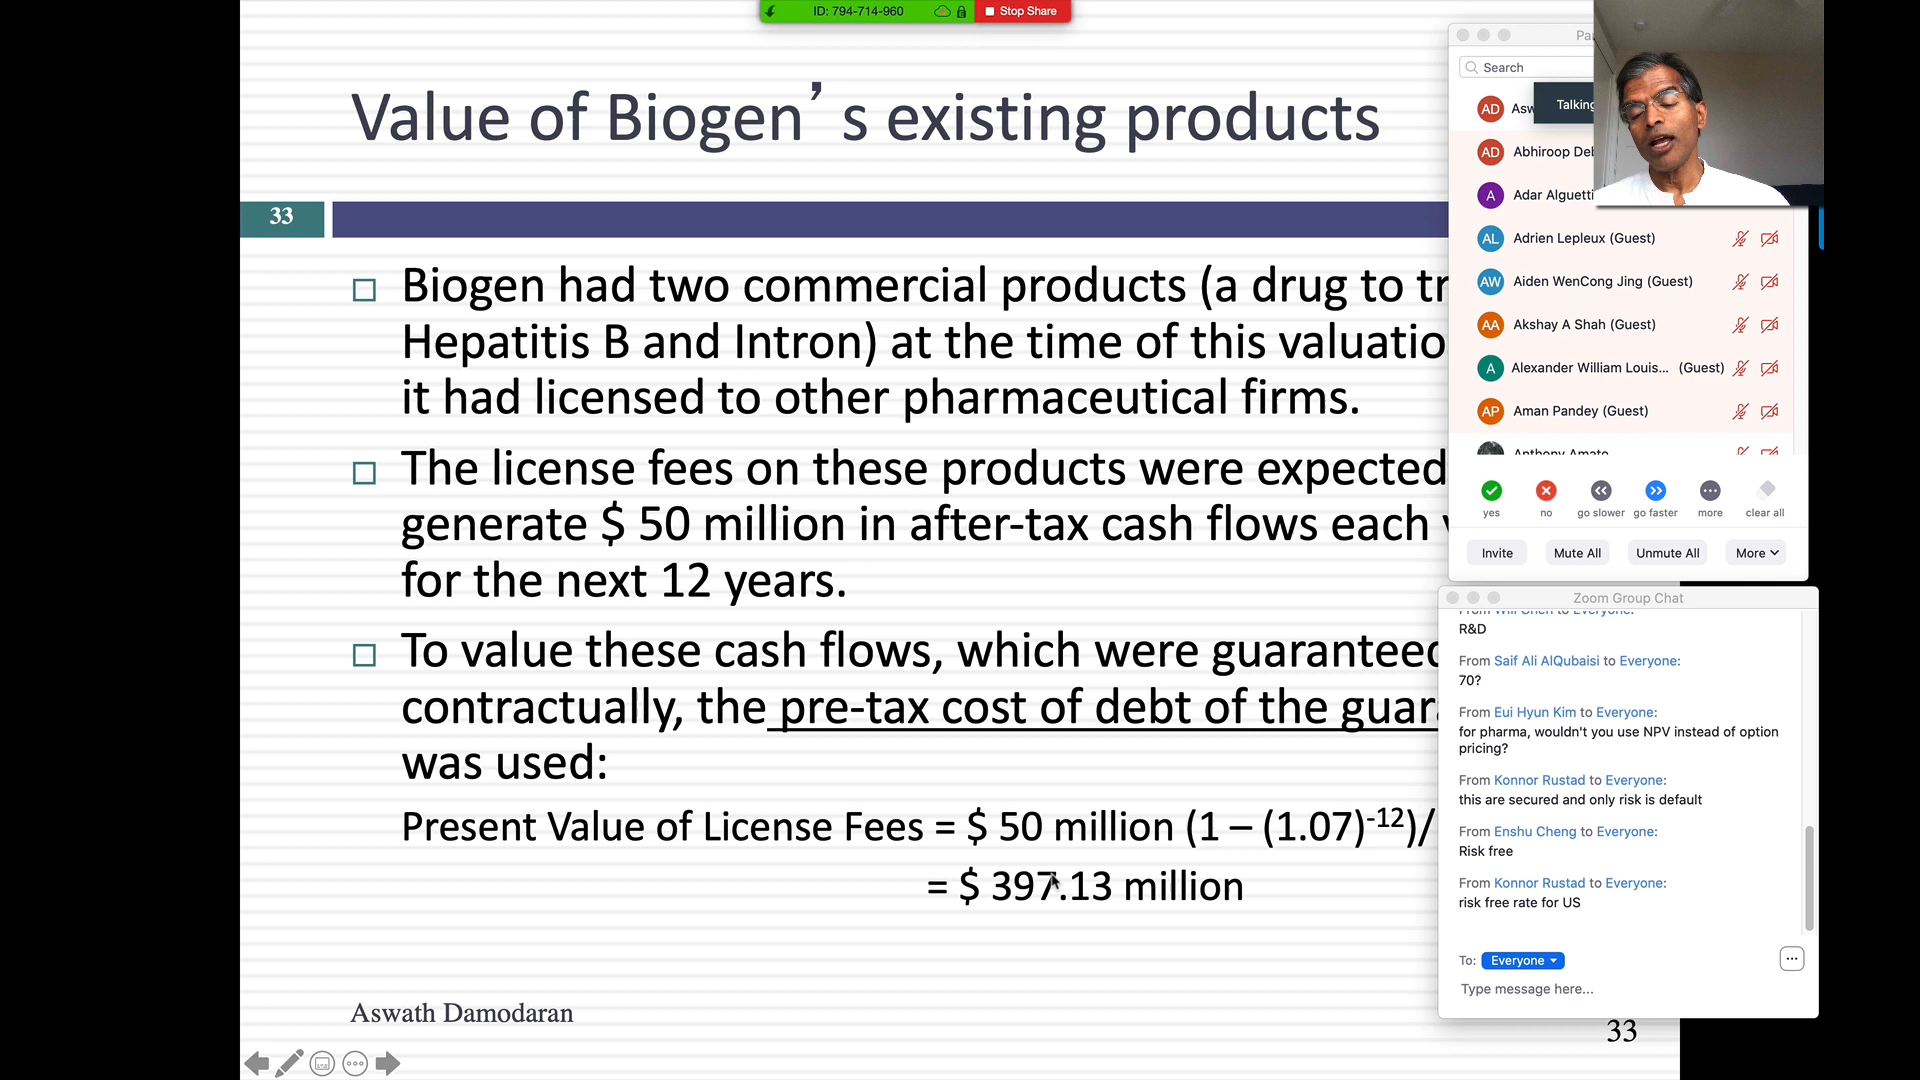 ID: 794-714-960
Stop Share
Value of Biogen’s existing products
33
Biogen had two commercial products (a drug to tr
Hepatitis B and Intron) at the time of this valuatio
it had licensed to other pharmaceutical firms.
The license fees on these products were expected
generate $ 50 million in after-tax cash flows each
for the next 12 years.
To value these cash flows, which were guaranteed
contractually, the pre-tax cost of debt of the guar
was used:
Present Value of License Fees = $ 50 million (1 – (1.07)-12)/
= $ 397.13 million
Aswath Damodaran
33
Search
Talking
AD Asw
AD Abhiroop Deb
A Adar Alguetti
AL Adrien Lepleux (Guest)
AW Aiden WenCong Jing (Guest)
AA Akshay A Shah (Guest)
A Alexander William Louis... (Guest)
AP Aman Pandey (Guest)
Anthony Amato
yes no go slower go faster more clear all
Invite Mute All Unmute All More
Zoom Group Chat
From Will Chen to Everyone:
R&D
From Saif Ali AlQubaisi to Everyone:
70?
From Eui Hyun Kim to Everyone:
for pharma, wouldn't you use NPV instead of option
pricing?
From Konnor Rustad to Everyone:
this are secured and only risk is default
From Enshu Cheng to Everyone:
Risk free
From Konnor Rustad to Everyone:
risk free rate for US
To: Everyone
Type message here...